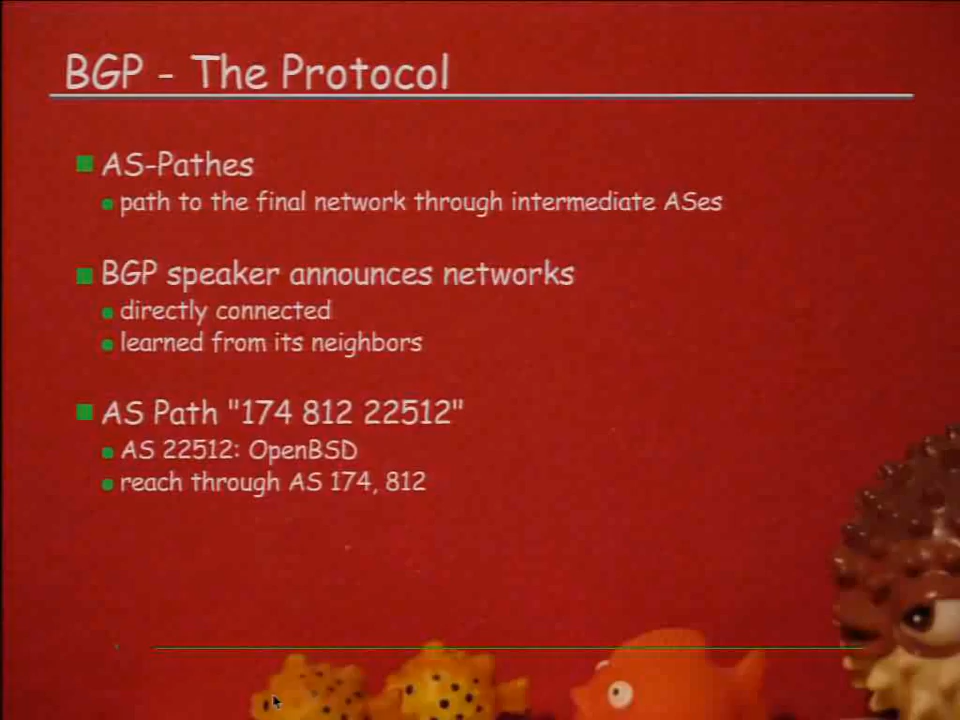 BGP - The Protocol
AS-Pathes
path to the final network through intermediate ASes
BGP speaker announces networks
directly connected
learned from its neighbors
AS Path "174 812 22512"
AS 22512: OpenBSD
reach through AS 174, 812